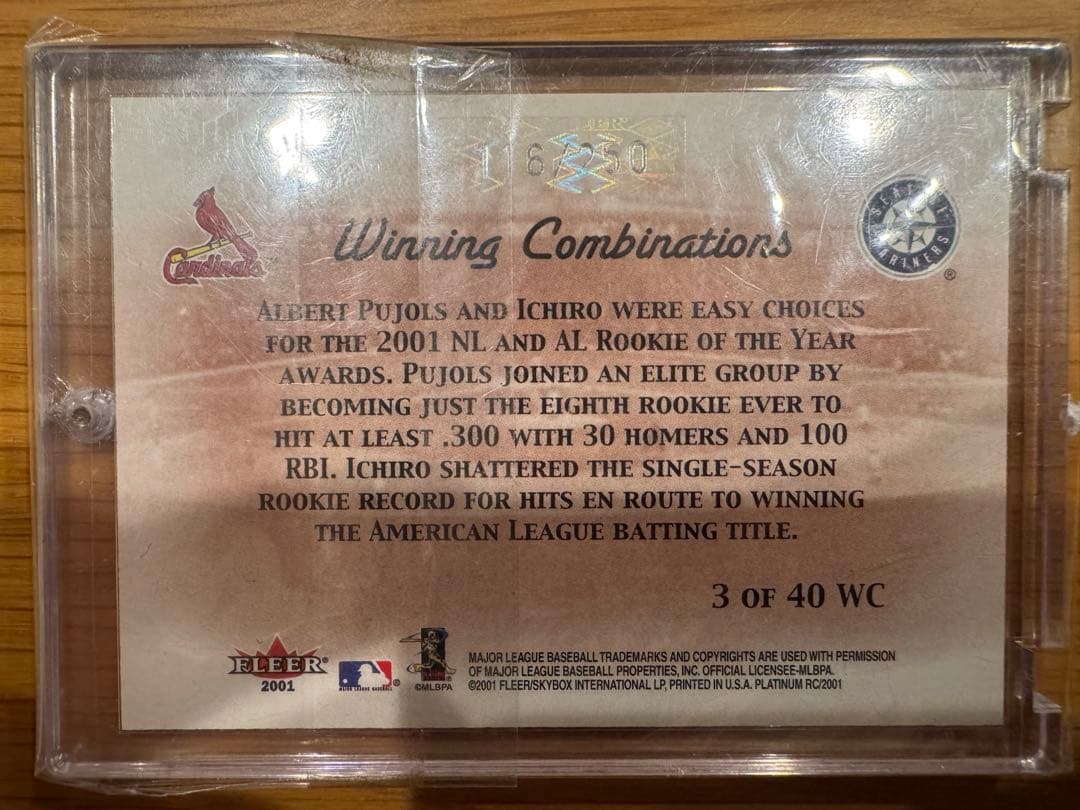 Winning Combinations
Cardinals
SEATTLE MARINERS
®
ALBERT PUJOLS AND ICHIRO WERE EASY CHOICES
FOR THE 2001 NL AND AL ROOKIE OF THE YEAR
AWARDS. PUJOLS JOINED AN ELITE GROUP BY
BECOMING JUST THE EIGHTH ROOKIE EVER TO
HIT AT LEAST .300 WITH 30 HOMERS AND 100
RBI. ICHIRO SHATTERED THE SINGLE-SEASON
ROOKIE RECORD FOR HITS EN ROUTE TO WINNING
THE AMERICAN LEAGUE BATTING TITLE.
3 OF 40 WC
FLEER®
2001
MAJOR LEAGUE BASEBALL
®
©MLBPA
MAJOR LEAGUE BASEBALL TRADEMARKS AND COPYRIGHTS ARE USED WITH PERMISSION
OF MAJOR LEAGUE BASEBALL PROPERTIES, INC. OFFICIAL LICENSEE-MLBPA.
©2001 FLEER/SKYBOX INTERNATIONAL LP, PRINTED IN U.S.A. PLATINUM RC/2001